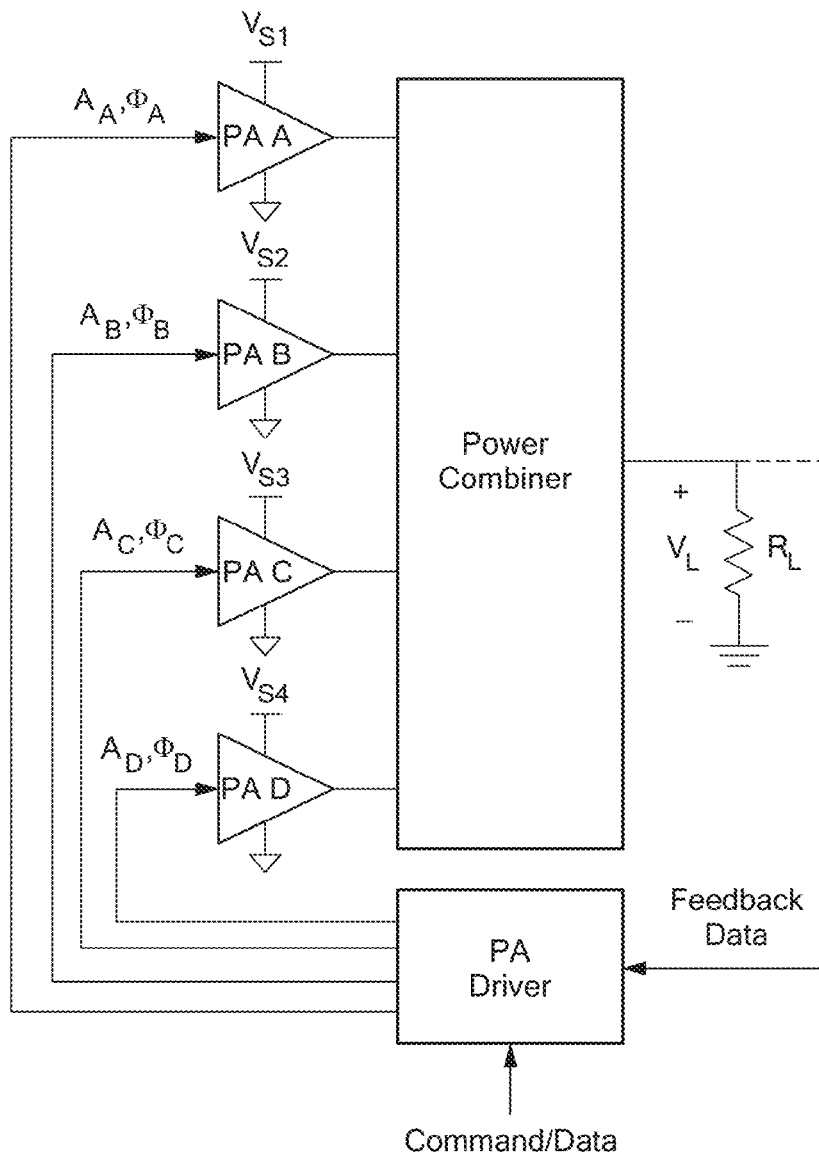 V_S1
A_A,Φ_A
PA A
V_S2
A_B,Φ_B
PA B
V_S3
A_C,Φ_C
PA C
V_S4
A_D,Φ_D
PA D
Power
Combiner
+
V_L
R_L
−
PA
Driver
Feedback
Data
Command/Data